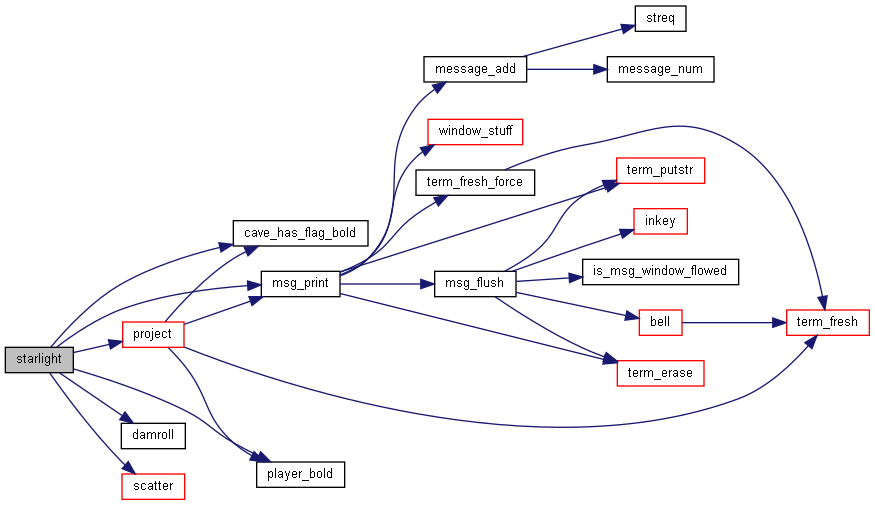 streq
message_add
message_num
window_stuff
term_fresh_force
term_putstr
inkey
cave_has_flag_bold
is_msg_window_flowed
msg_print
msg_flush
bell
term_fresh
project
starlight
term_erase
damroll
player_bold
scatter